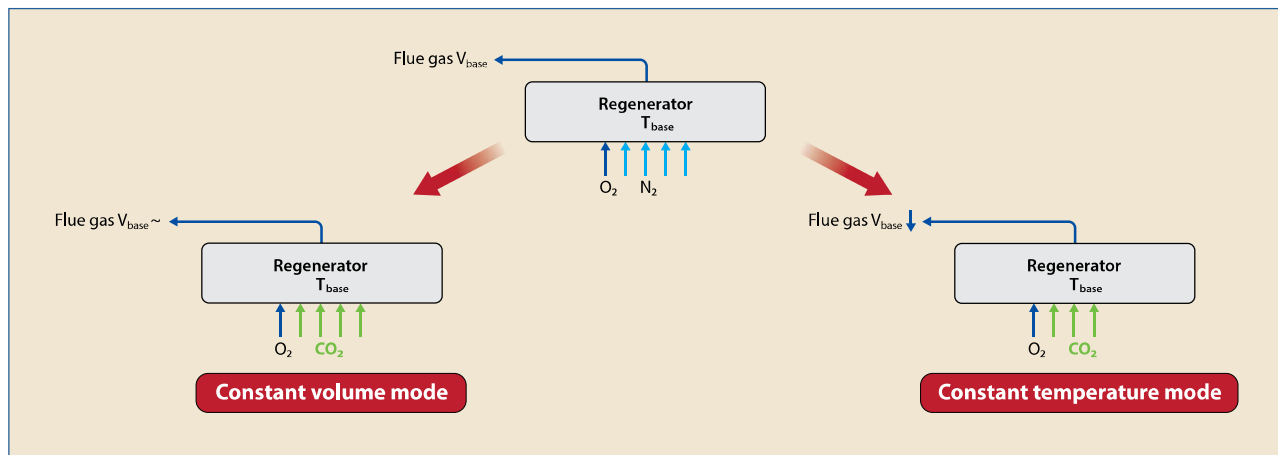 Flue gas V_base
Regenerator
T_base
O₂ N₂
Flue gas V_base ~
Regenerator
T_base
O₂ CO₂
Constant volume mode
Flue gas V_base
Regenerator
T_base
O₂ CO₂
Constant temperature mode